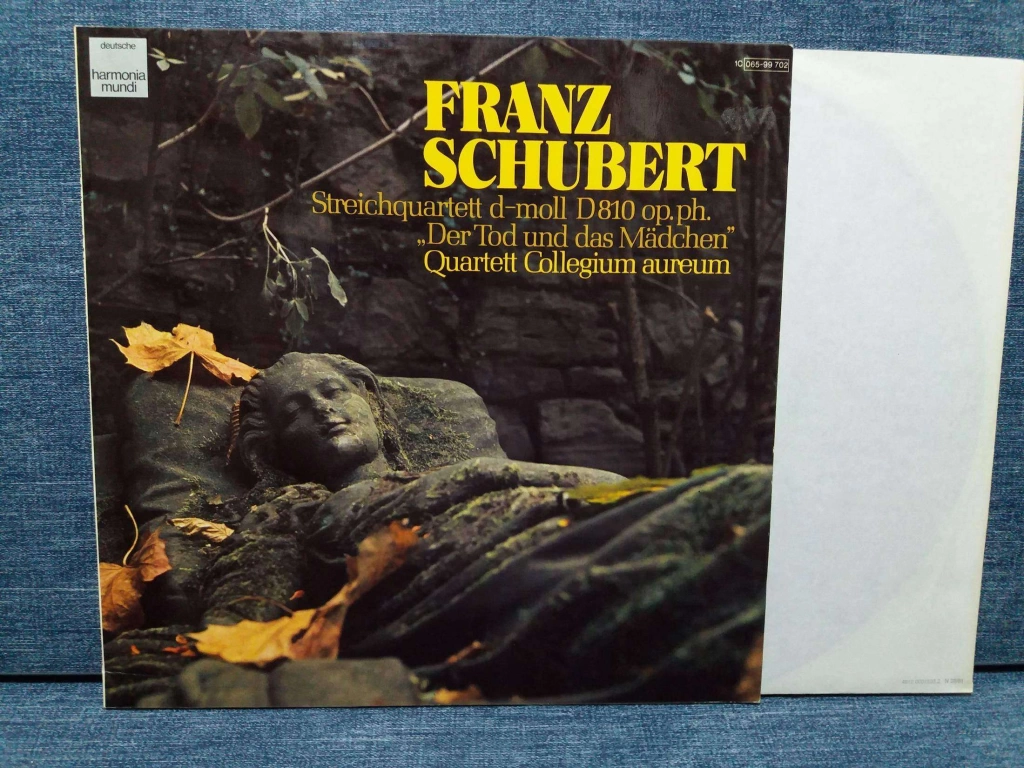 deutsche
harmonia
mundi
1C 065-99 702
FRANZ
SCHUBERT
Streichquartett d-moll D 810 op. ph.
„Der Tod und das Mädchen”
Quartett Collegium aureum